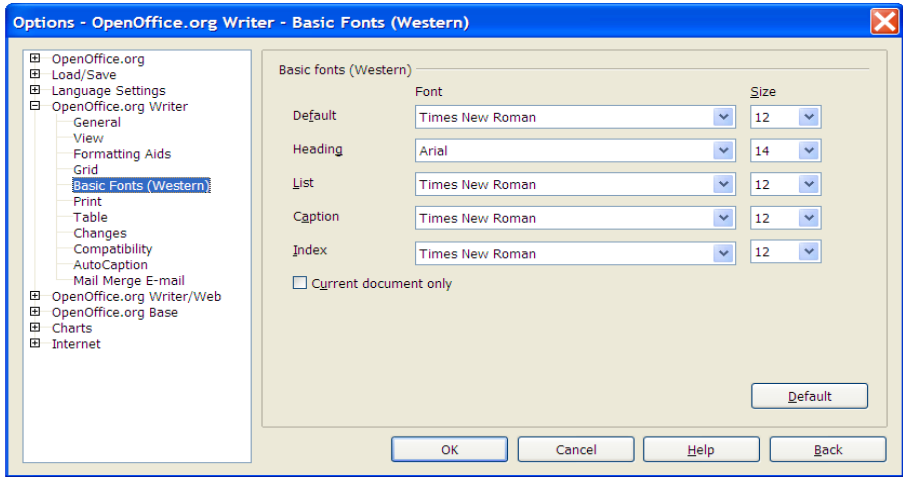 Options - OpenOffice.org Writer - Basic Fonts (Western)
OpenOffice.org
Load/Save
Language Settings
OpenOffice.org Writer
General
View
Formatting Aids
Grid
Basic Fonts (Western)
Print
Table
Changes
Compatibility
AutoCaption
Mail Merge E-mail
OpenOffice.org Writer/Web
OpenOffice.org Base
Charts
Internet
Basic fonts (Western)
Font Size
Default Times New Roman 12
Heading Arial 14
List Times New Roman 12
Caption Times New Roman 12
Index Times New Roman 12
Current document only
Default
OK Cancel Help Back